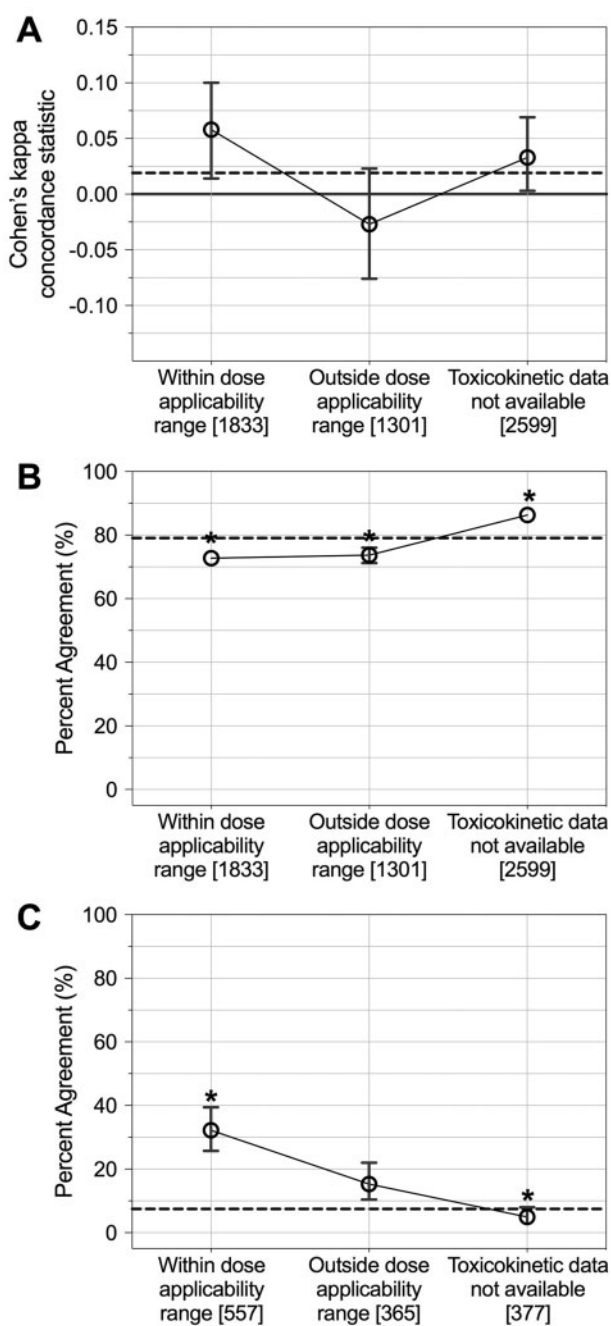 A
Cohen's kappa
concordance statistic
0.15
0.10
0.05
0.00
-0.05
-0.10
Within dose
applicability
range [1833]
Outside dose
applicability
range [1301]
Toxicokinetic data
not available
[2599]
B
Percent Agreement (%)
100
80
60
40
20
0
*
*
*
Within dose
applicability
range [1833]
Outside dose
applicability
range [1301]
Toxicokinetic data
not available
[2599]
C
Percent Agreement (%)
100
80
60
40
20
0
*
*
Within dose
applicability
range [557]
Outside dose
applicability
range [365]
Toxicokinetic data
not available
[377]